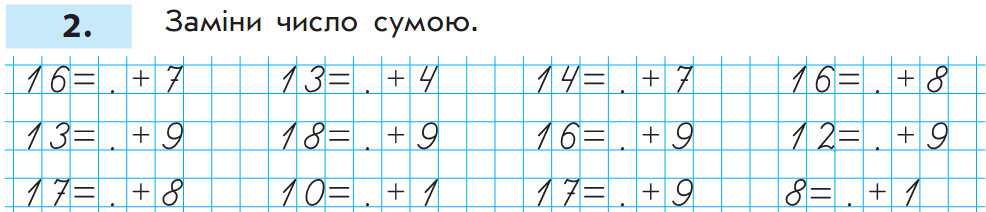 2. Заміни число сумою.
16= . + 7 13= . + 4 14= . + 7 16= . + 8
13= . + 9 18= . + 9 16= . + 9 12= . + 9
17= . + 8 10= . + 1 17= . + 9 8= . + 1